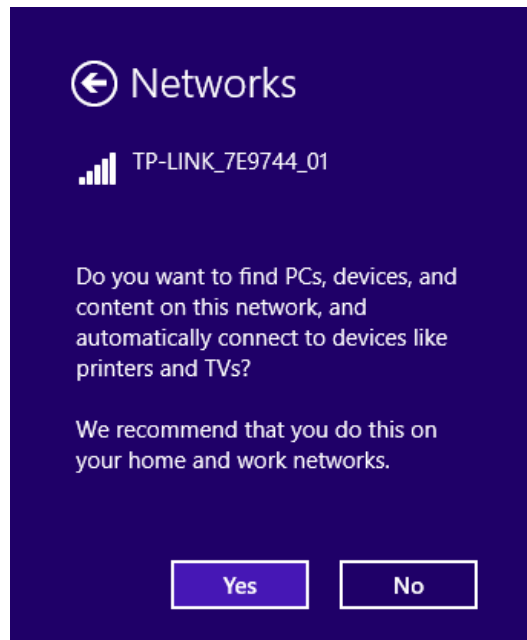 Networks
TP-LINK_7E9744_01
Do you want to find PCs, devices, and
content on this network, and
automatically connect to devices like
printers and TVs?
We recommend that you do this on
your home and work networks.
Yes No